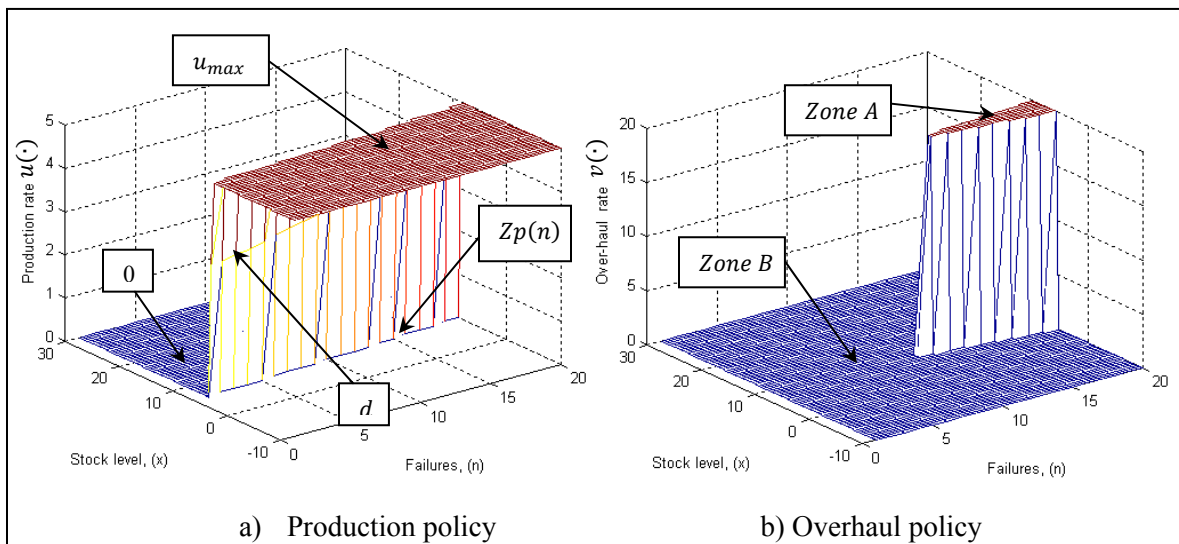 u_max
5
4
3
2
1
0
Production rate u(·)
0
Zp(n)
d
30
20
10
0
-10
Stock level, (x)
0
5
10
15
20
Failures, (n)
a) Production policy
Zone A
Zone B
20
15
10
5
0
Over-haul rate v(·)
30
20
10
0
-10
Stock level, (x)
0
5
10
15
20
Failures, (n)
b) Overhaul policy